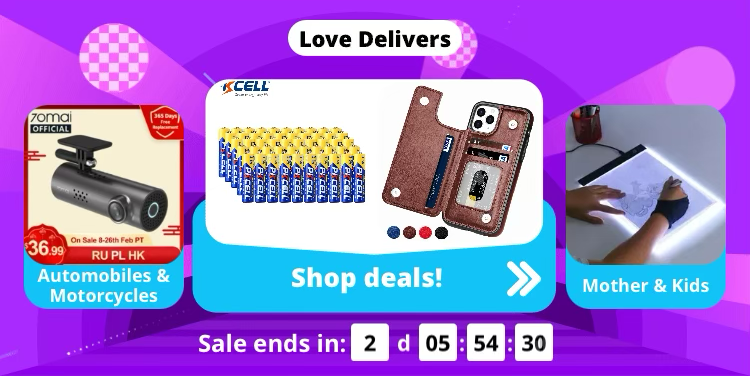 Love Delivers
70mai
OFFICIAL
365 Days
Free
Replacement
$36.99
On Sale 8-26th Feb PT
RU PL HK
Automobiles &
Motorcycles
PKCELL
Shop deals!
Mother & Kids
Sale ends in: 2 d 05 : 54 : 30